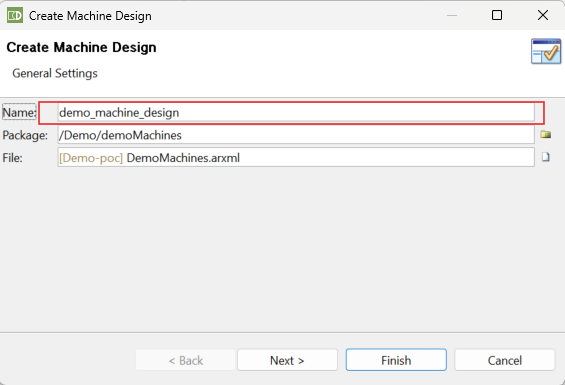 Create Machine Design
Create Machine Design
General Settings
Name: demo_machine_design
Package: /Demo/demoMachines
File: [Demo-poc] DemoMachines.arxml
< Back Next > Finish Cancel